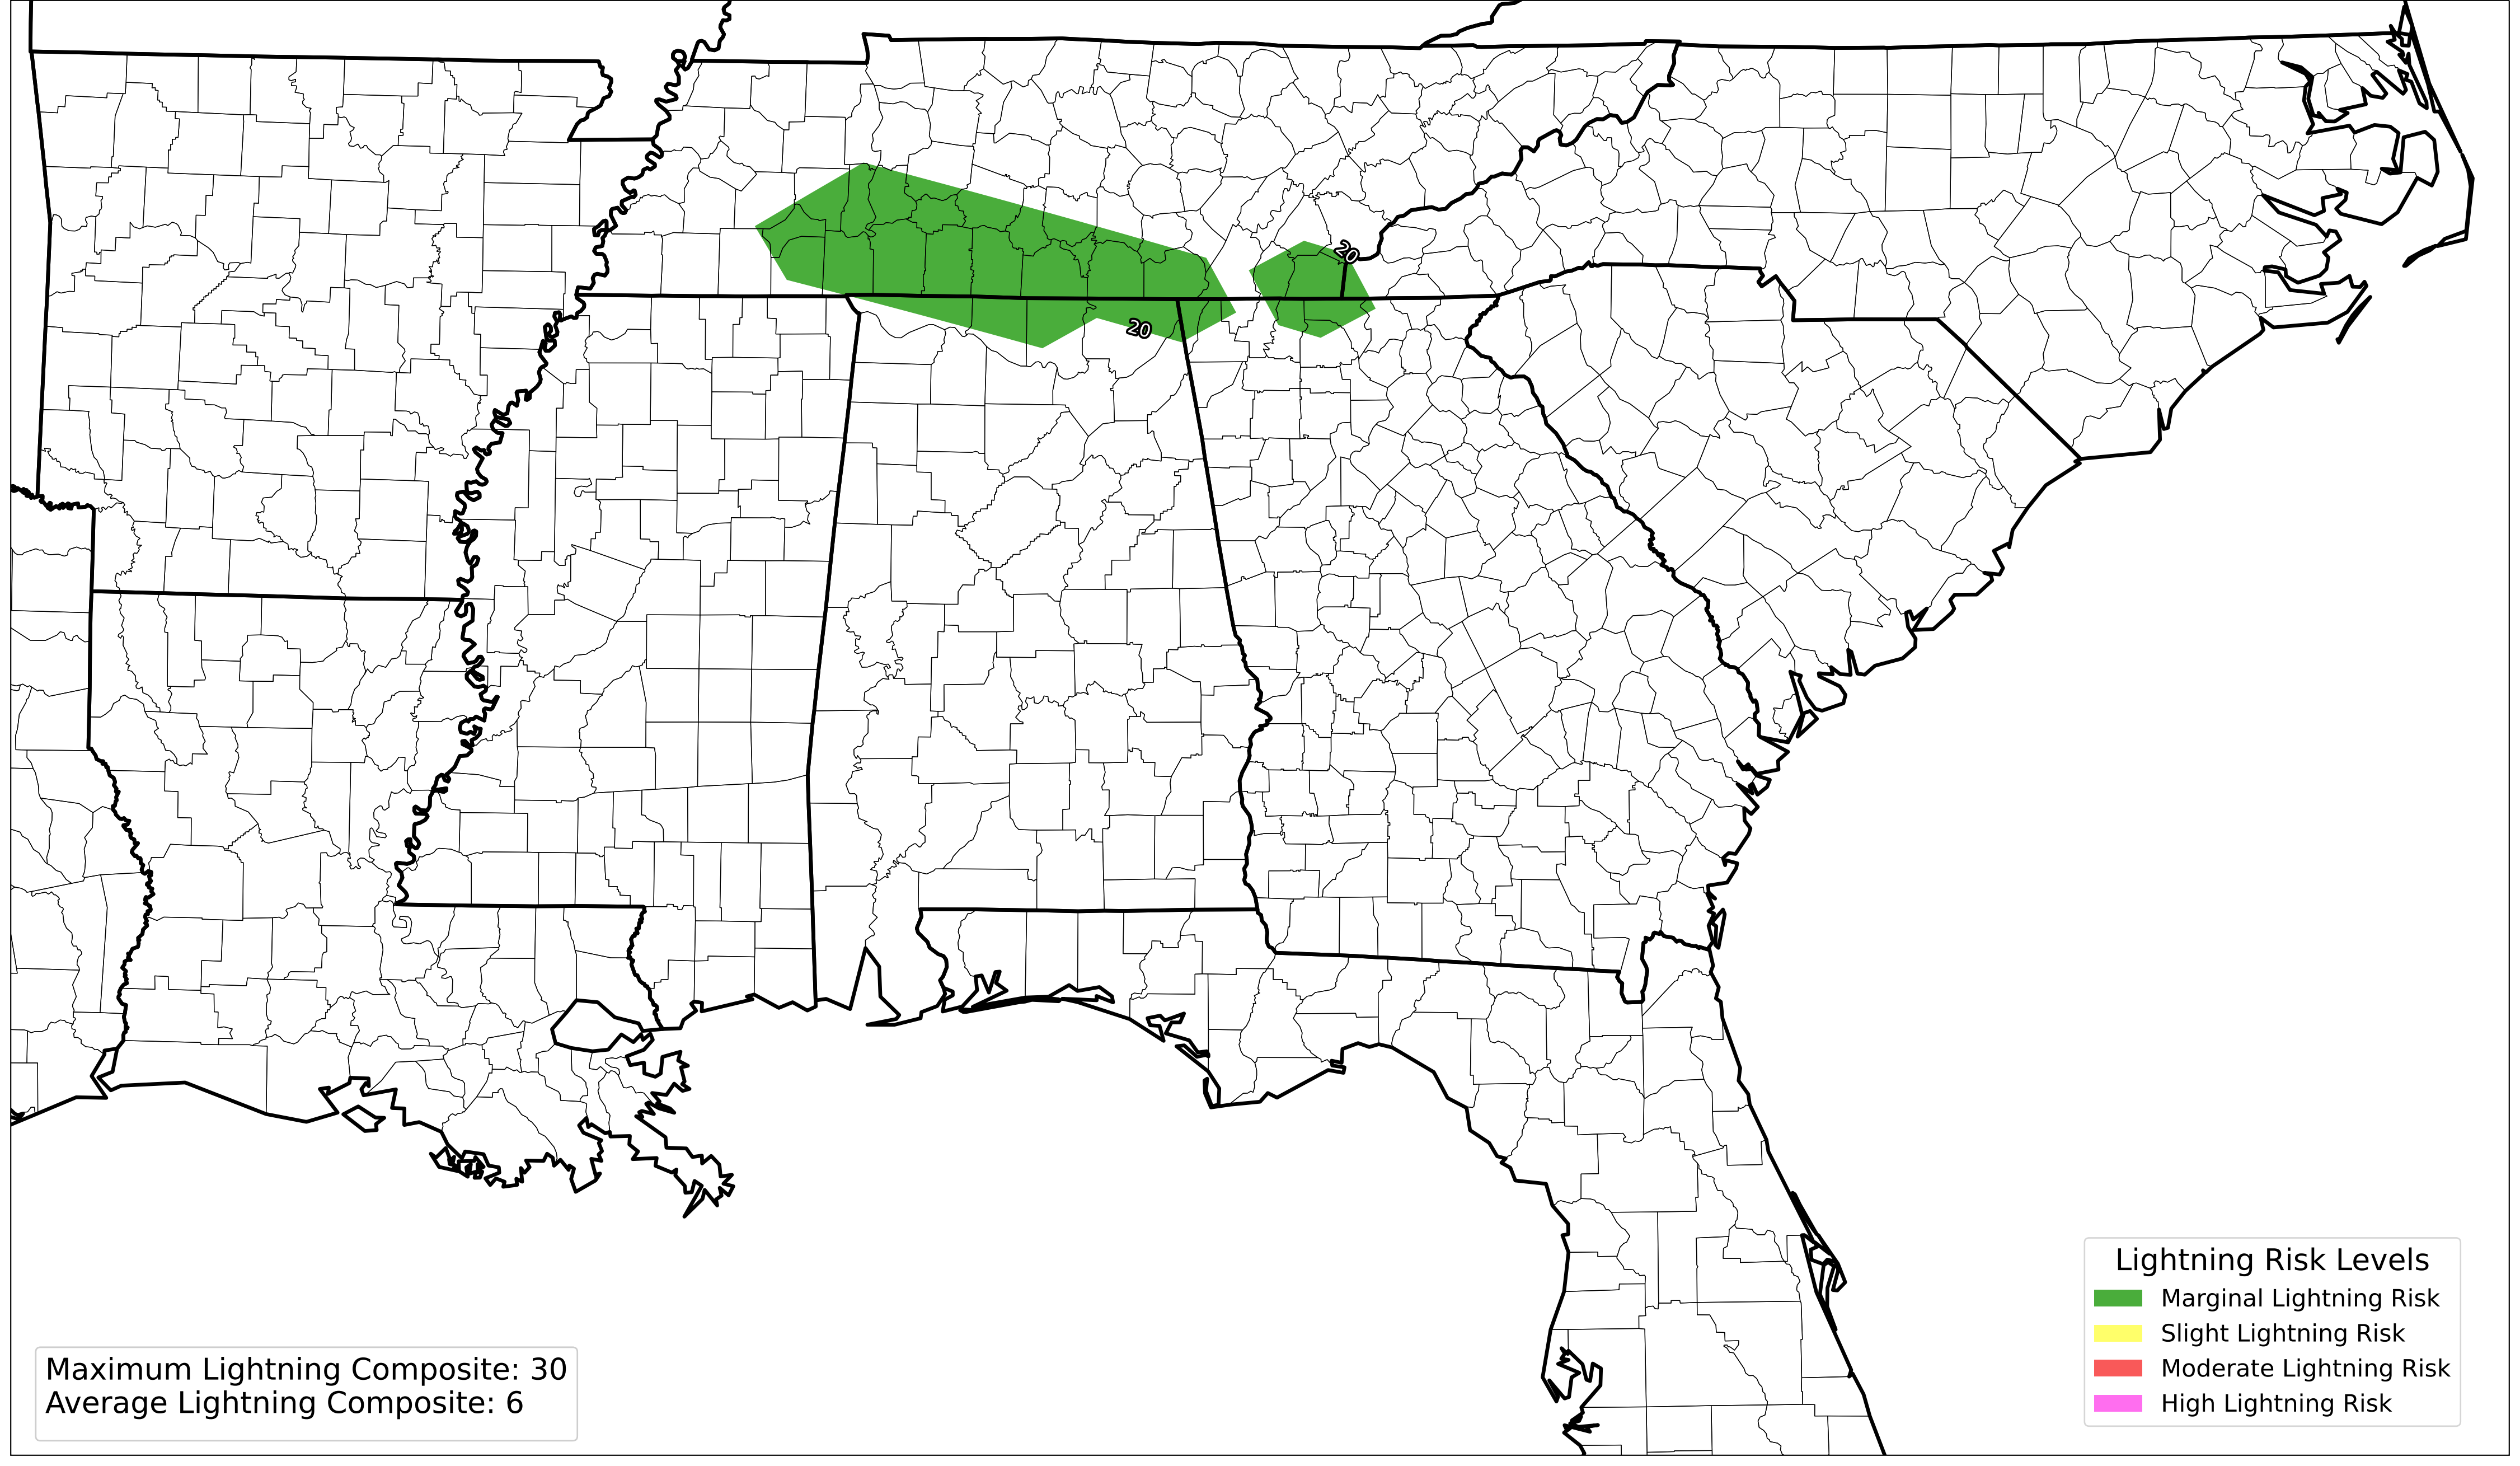 20
20
Maximum Lightning Composite: 30
Average Lightning Composite: 6
Lightning Risk Levels
Marginal Lightning Risk
Slight Lightning Risk
Moderate Lightning Risk
High Lightning Risk